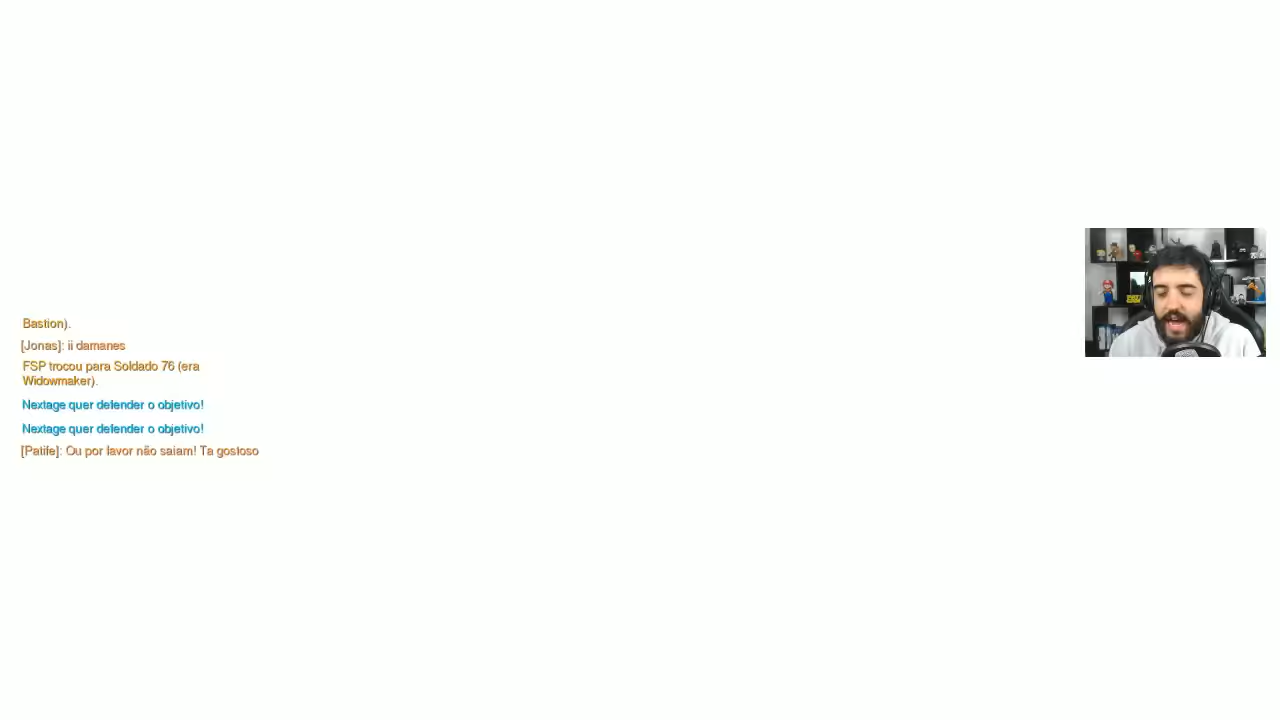 Bastion).
[Jonas]: ii damanes
FSP trocou para Soldado 76 (era
Widowmaker).
Nextage quer defender o objetivo!
Nextage quer defender o objetivo!
[Patife]: Ou por favor não saiam! Ta gostoso